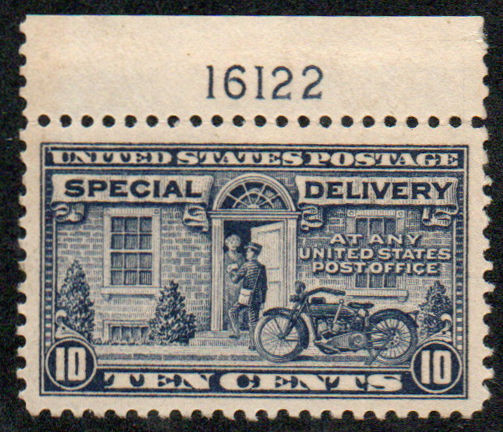 16122
UNITED STATES POSTAGE
SPECIAL DELIVERY
AT ANY
UNITED STATES
POST OFFICE
10 TEN CENTS 10